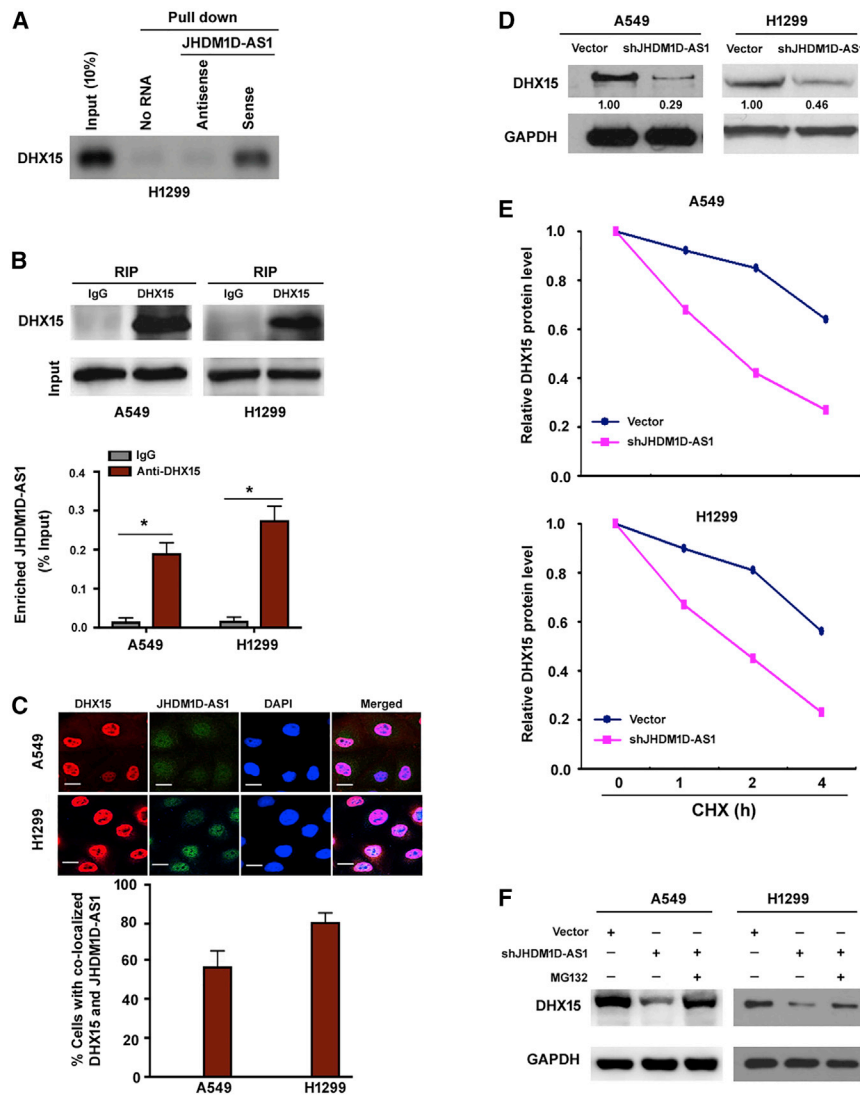 A
Pull down
JHDM1D-AS1
Input (10%)
No RNA
Antisense
Sense
DHX15
H1299
B
RIP RIP
IgG DHX15 IgG DHX15
DHX15
Input
A549 H1299
IgG
Anti-DHX15
Enriched JHDM1D-AS1
(% Input)
0.4
0.3
0.2
0.1
0.0
* *
A549 H1299
C
DHX15 JHDM1D-AS1 DAPI Merged
A549
H1299
% Cells with co-localized
DHX15 and JHDM1D-AS1
100
80
60
40
20
0
A549 H1299
D
A549 H1299
Vector shJHDM1D-AS1 Vector shJHDM1D-AS1
DHX15
1.00 0.29 1.00 0.46
GAPDH
E
A549
Relative DHX15 protein level
1.0
0.8
0.6
0.4
0.2
0.0
Vector
shJHDM1D-AS1
H1299
Relative DHX15 protein level
1.0
0.8
0.6
0.4
0.2
0.0
Vector
shJHDM1D-AS1
0 1 2 4
CHX (h)
F
A549 H1299
Vector + – – + – –
shJHDM1D-AS1 – + + – + +
MG132 – – + – – +
DHX15
GAPDH